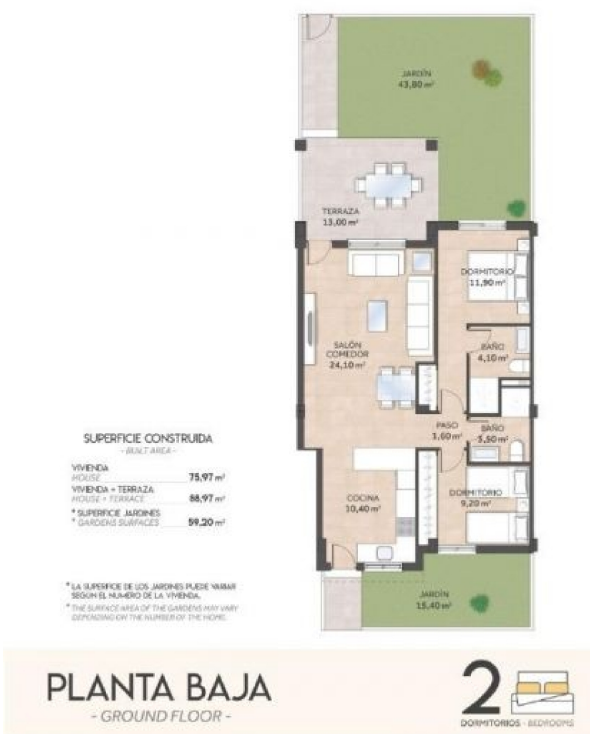 JARDÍN
43,80 m²
TERRAZA
13,00 m²
DORMITORIO
11,90 m²
BAÑO
4,10 m²
SALÓN
COMEDOR
24,10 m²
PASO
3,60 m²
BAÑO
3,50 m²
COCINA
10,40 m²
DORMITORIO
9,20 m²
JARDÍN
15,40 m²
SUPERFICIE CONSTRUIDA
- BUILT AREA -
VIVIENDA
HOUSE 75,97 m²
VIVIENDA + TERRAZA
HOUSE + TERRACE 88,97 m²
* SUPERFICIE JARDINES
* GARDENS SURFACES 59,20 m²
* LA SUPERFICIE DE LOS JARDINES PUEDE VARIAR
SEGÚN EL NUMERO DE LA VIVIENDA.
* THE SURFACE AREA OF THE GARDENS MAY VARY
DEPENDING ON THE NUMBER OF THE HOME.
PLANTA BAJA
- GROUND FLOOR -
2
DORMITORIOS - BEDROOMS